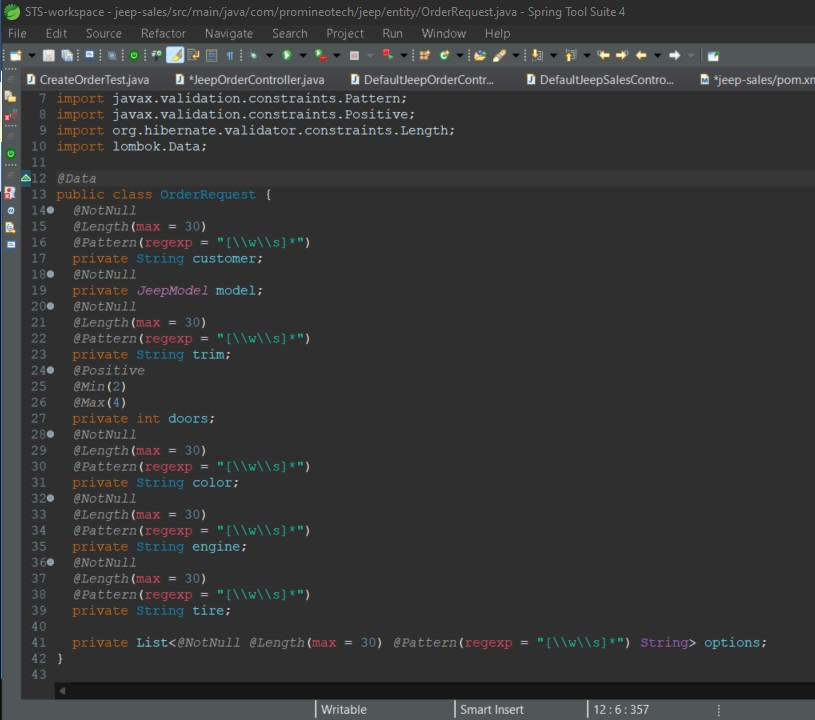 STS-workspace - jeep-sales/src/main/java/com/promineotech/jeep/entity/OrderRequest.java - Spring Tool Suite 4
File Edit Source Refactor Navigate Search Project Run Window Help
CreateOrderTest.java *JeepOrderController.java DefaultJeepOrderContr... DefaultJeepSalesContro... *jeep-sales/pom.xm
7 import javax.validation.constraints.Pattern;
8 import javax.validation.constraints.Positive;
9 import org.hibernate.validator.constraints.Length;
10 import lombok.Data;
11
12 @Data
13 public class OrderRequest {
14 @NotNull
15 @Length(max = 30)
16 @Pattern(regexp = "[\\w\\s]*")
17 private String customer;
18 @NotNull
19 private JeepModel model;
20 @NotNull
21 @Length(max = 30)
22 @Pattern(regexp = "[\\w\\s]*")
23 private String trim;
24 @Positive
25 @Min(2)
26 @Max(4)
27 private int doors;
28 @NotNull
29 @Length(max = 30)
30 @Pattern(regexp = "[\\w\\s]*")
31 private String color;
32 @NotNull
33 @Length(max = 30)
34 @Pattern(regexp = "[\\w\\s]*")
35 private String engine;
36 @NotNull
37 @Length(max = 30)
38 @Pattern(regexp = "[\\w\\s]*")
39 private String tire;
40
41 private List<@NotNull @Length(max = 30) @Pattern(regexp = "[\\w\\s]*") String> options;
42 }
43
Writable Smart Insert 12 : 6 : 357